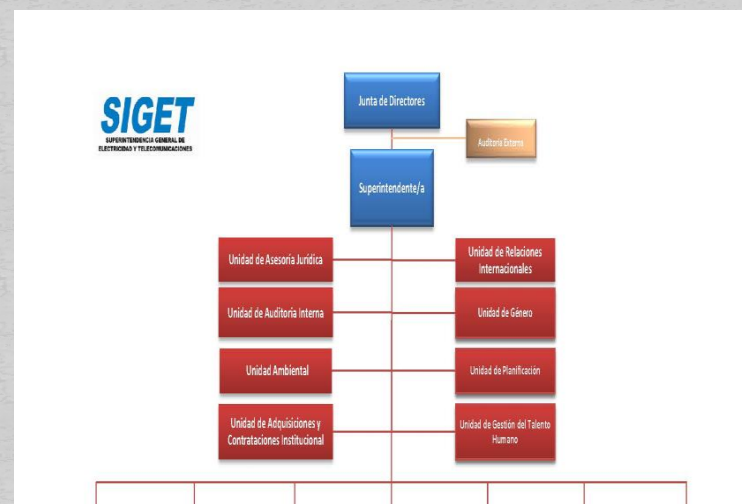 Junta de Directores
SIGET
SUPERINTENDENCIA GENERAL DE
ELECTRICIDAD Y TELECOMUNICACIONES
Auditoría Externa
Superintendente/a
Unidad de Asesoría Jurídica
Unidad de Relaciones
Internacionales
Unidad de Auditoría Interna
Unidad de Género
Unidad Ambiental
Unidad de Planificación
Unidad de Adquisiciones y
Contrataciones Institucional
Unidad de Gestión del Talento
Humano